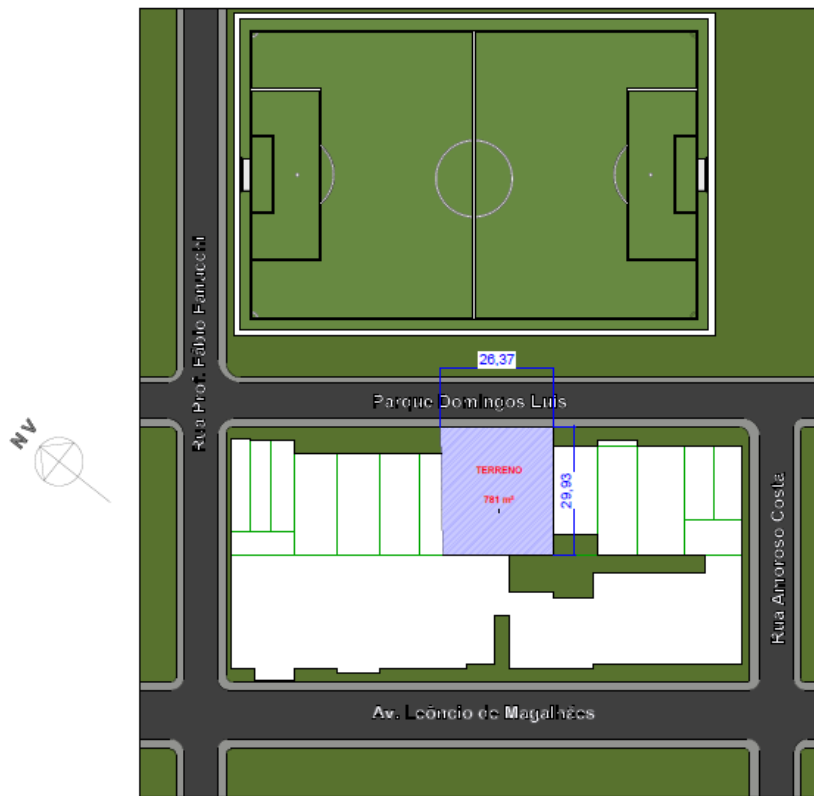 Rua Prof. Fábio Fanucchi
26,37
Parque Domingos Luis
NV
TERRENO
781 m²
29,93
Rua Amoroso Costa
Av. Leôncio de Magalhães